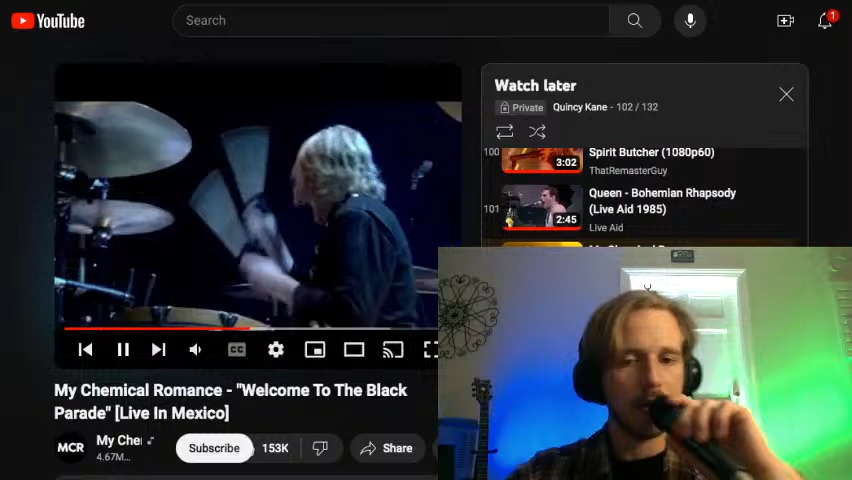 YouTube
Search
1
Watch later
Private
Quincy Kane - 102 / 132
100
3:02
Spirit Butcher (1080p60)
ThatRemasterGuy
101
2:45
Queen - Bohemian Rhapsody
(Live Aid 1985)
Live Aid
CC
My Chemical Romance - "Welcome To The Black
Parade" [Live In Mexico]
MCR
My Che
4.67M...
Subscribe
153K
Share